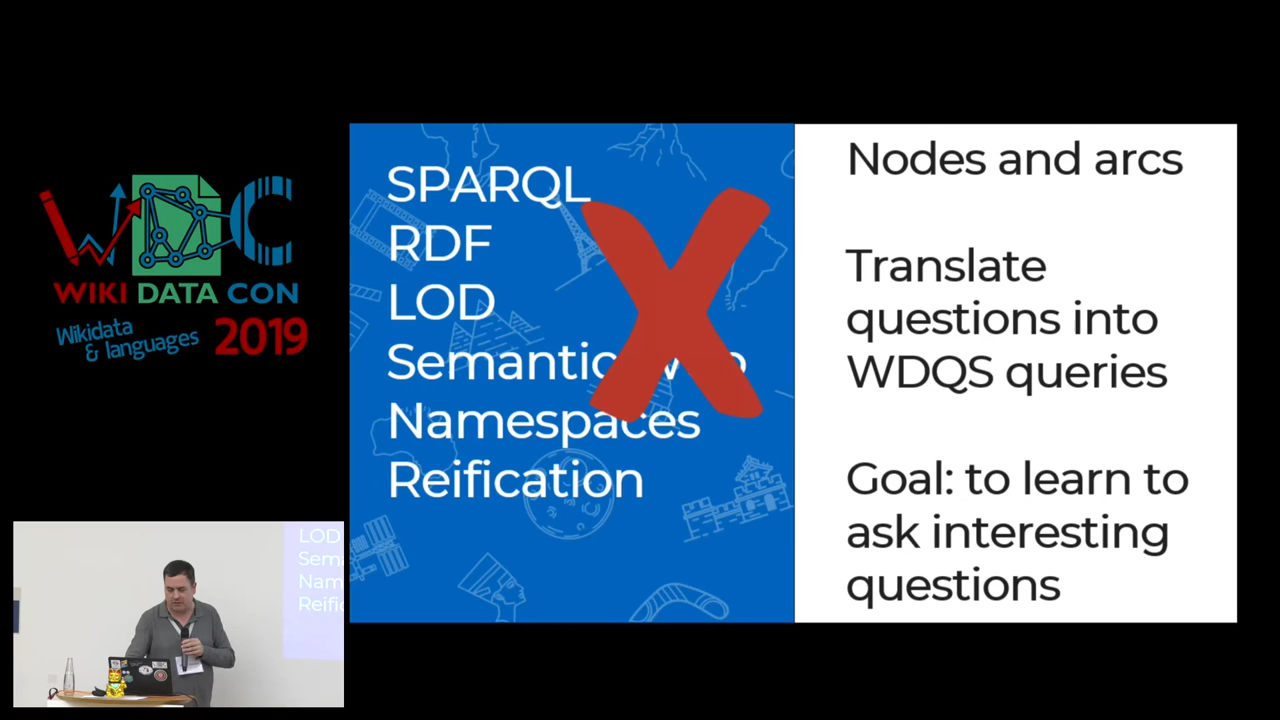 WIKI DATA CON
Wikidata
& languages
2019
SPARQL
RDF
LOD
Semantic
Namespaces
Reification
Nodes and arcs
Translate
questions into
WDQS queries
Goal: to learn to
ask interesting
questions
LOD